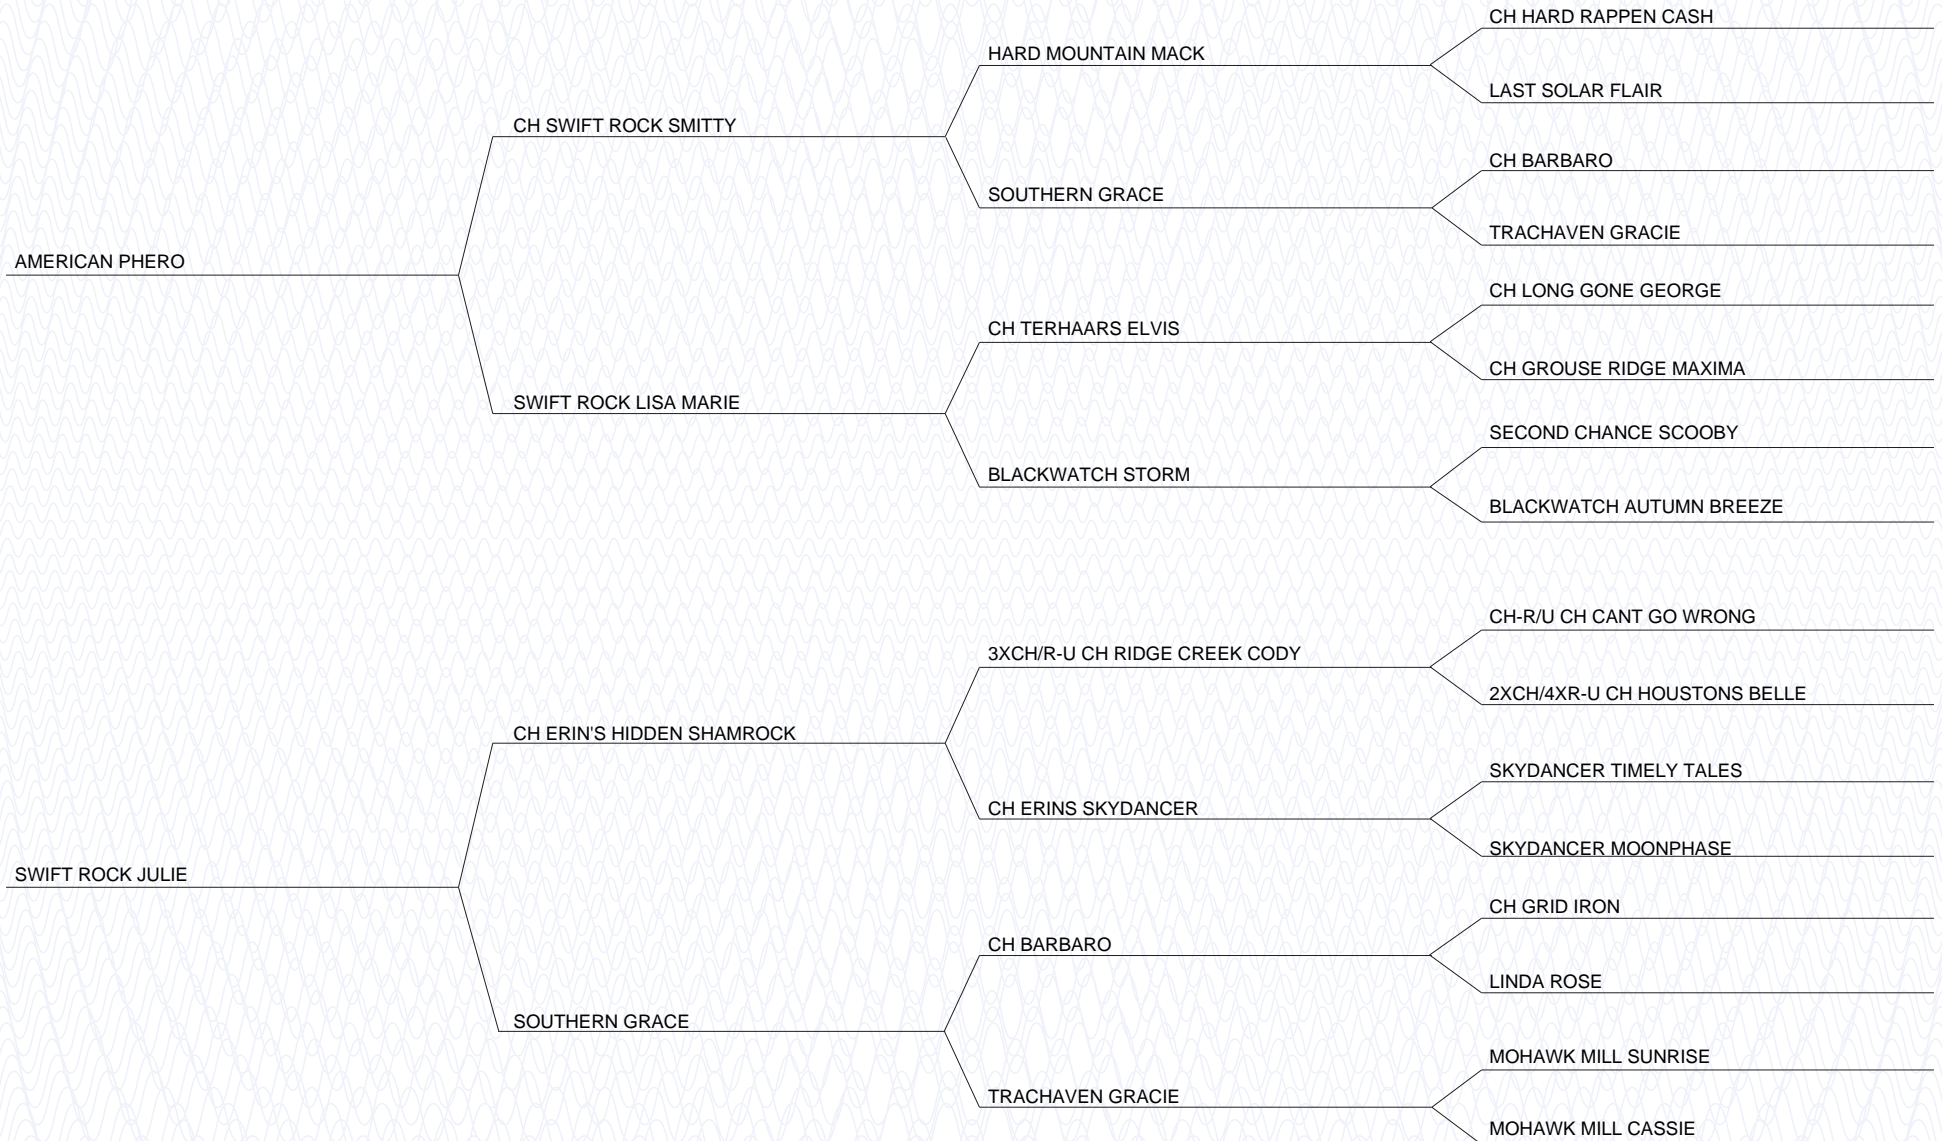 CH HARD RAPPEN CASH
HARD MOUNTAIN MACK
LAST SOLAR FLAIR
CH SWIFT ROCK SMITTY
CH BARBARO
SOUTHERN GRACE
TRACHAVEN GRACIE
AMERICAN PHERO
CH LONG GONE GEORGE
CH TERHAARS ELVIS
CH GROUSE RIDGE MAXIMA
SWIFT ROCK LISA MARIE
SECOND CHANCE SCOOBY
BLACKWATCH STORM
BLACKWATCH AUTUMN BREEZE
CH-R/U CH CANT GO WRONG
3XCH/R-U CH RIDGE CREEK CODY
2XCH/4XR-U CH HOUSTONS BELLE
CH ERIN'S HIDDEN SHAMROCK
SKYDANCER TIMELY TALES
CH ERINS SKYDANCER
SKYDANCER MOONPHASE
SWIFT ROCK JULIE
CH GRID IRON
CH BARBARO
LINDA ROSE
SOUTHERN GRACE
MOHAWK MILL SUNRISE
TRACHAVEN GRACIE
MOHAWK MILL CASSIE